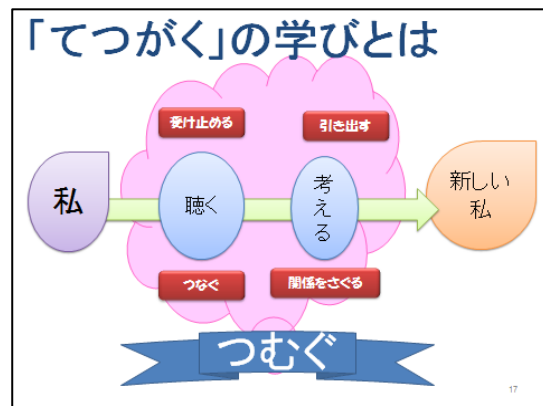 「てつがく」の学びとは
受け止める
引き出す
私
聴く
考える
新しい
私
つなぐ
関係をさぐる
つむぐ
17